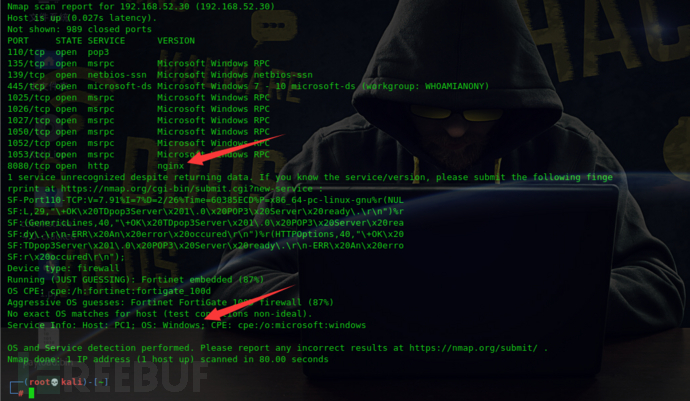 Nmap scan report for 192.168.52.30 (192.168.52.30)
Host is up (0.027s latency).
Not shown: 989 closed ports
PORT STATE SERVICE VERSION
110/tcp open pop3
135/tcp open msrpc Microsoft Windows RPC
139/tcp open netbios-ssn Microsoft Windows netbios-ssn
445/tcp open microsoft-ds Microsoft Windows 7 - 10 microsoft-ds (workgroup: WHOAMIANONY)
1025/tcp open msrpc Microsoft Windows RPC
1026/tcp open msrpc Microsoft Windows RPC
1027/tcp open msrpc Microsoft Windows RPC
1050/tcp open msrpc Microsoft Windows RPC
1052/tcp open msrpc Microsoft Windows RPC
1053/tcp open msrpc Microsoft Windows RPC
8080/tcp open http nginx
1 service unrecognized despite returning data. If you know the service/version, please submit the following finge
rprint at https://nmap.org/cgi-bin/submit.cgi?new-service :
SF-Port110-TCP:V=7.91%I=7%D=2/26%Time=60385ECD%P=x86_64-pc-linux-gnu%r(NUL
SF:L,29,"\+OK\x20TDpop3Server\x201\.0\x20POP3\x20Server\x20ready\.\r\n")%r
SF:(GenericLines,40,"\+OK\x20TDpop3Server\x201\.0\x20POP3\x20Server\x20rea
SF:dy\.\r\n-ERR\x20An\x20error\x20occured\r\n")%r(HTTPOptions,40,"\+OK\x20
SF:TDpop3Server\x201\.0\x20POP3\x20Server\x20ready\.\r\n-ERR\x20An\x20erro
SF:r\x20occured\r\n");
Device type: firewall
Running (JUST GUESSING): Fortinet embedded (87%)
OS CPE: cpe:/h:fortinet:fortigate_100d
Aggressive OS guesses: Fortinet FortiGate 100D firewall (87%)
No exact OS matches for host (test conditions non-ideal).
Service Info: Host: PC1; OS: Windows; CPE: cpe:/o:microsoft:windows
OS and Service detection performed. Please report any incorrect results at https://nmap.org/submit/ .
Nmap done: 1 IP address (1 host up) scanned in 80.00 seconds
REEBUF
(root💀kali)-[~]
#